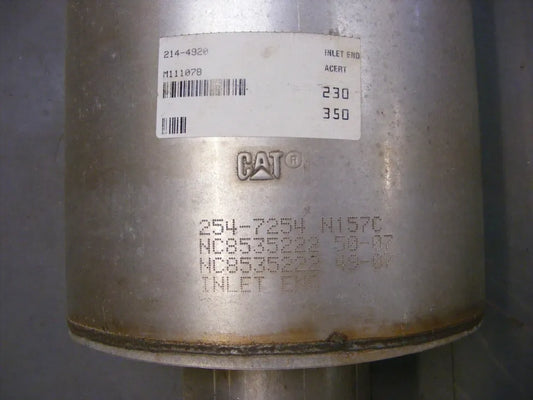 214-4920
INLET END
M111078
ACERT
230
350
CAT®
254-7254 N157C
NC8535222 50-07
NC8535222 49-07
INLET END